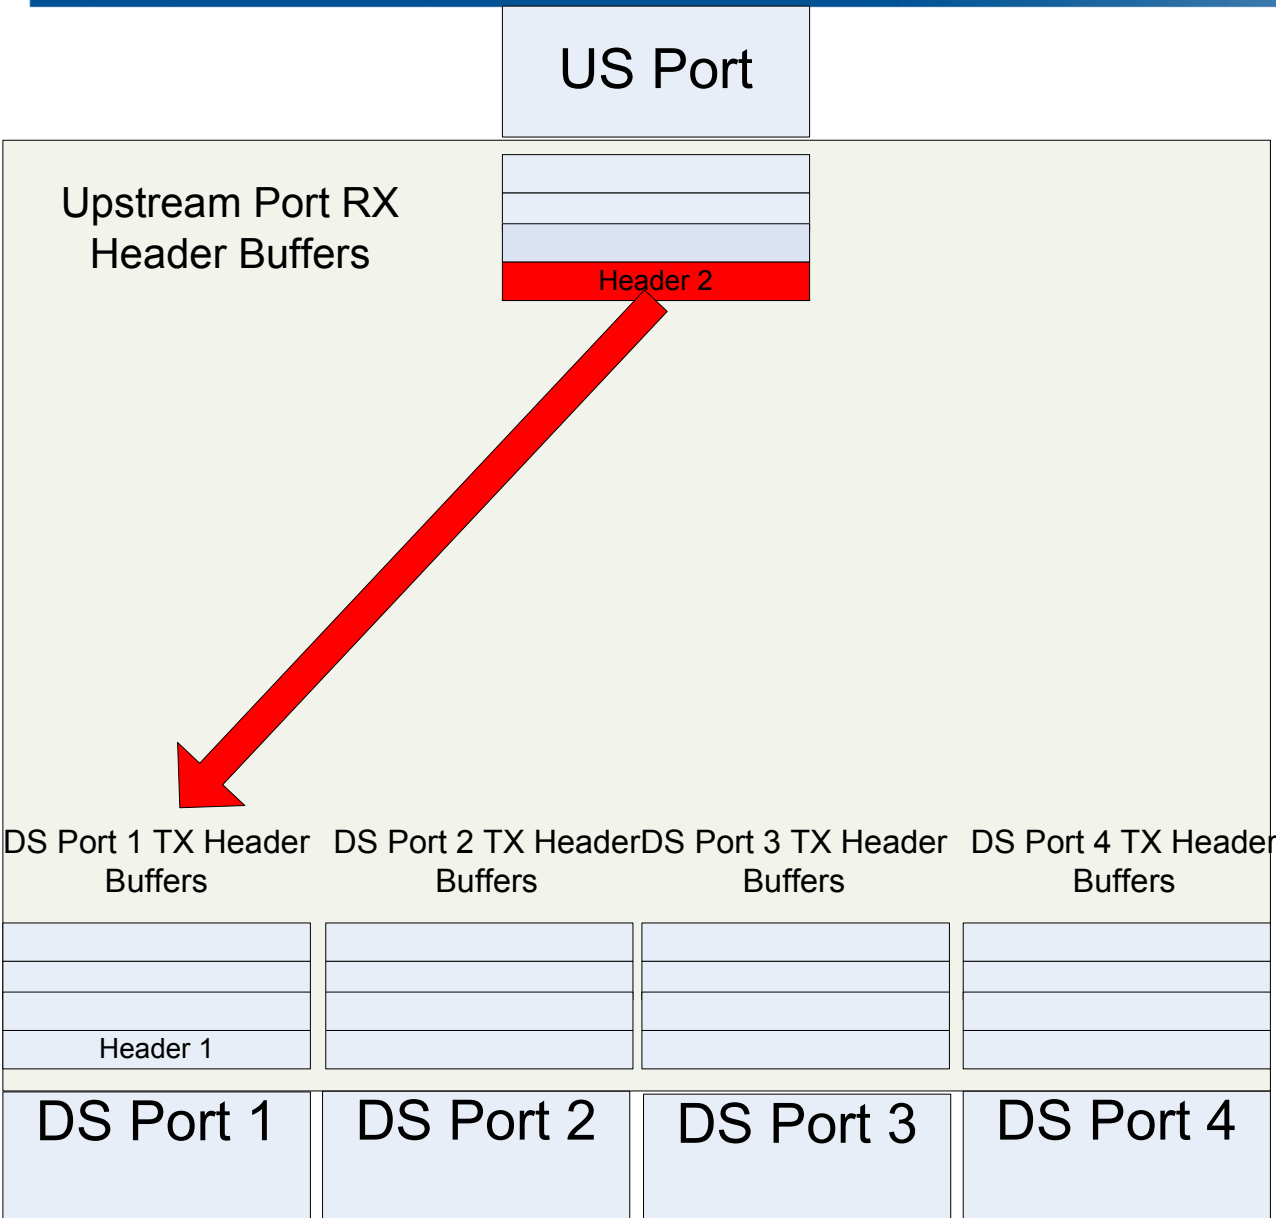 US Port
Upstream Port RX
Header Buffers
Header 2
DS Port 1 TX Header
Buffers
DS Port 2 TX Header
Buffers
DS Port 3 TX Header
Buffers
DS Port 4 TX Header
Buffers
Header 1
DS Port 1
DS Port 2
DS Port 3
DS Port 4